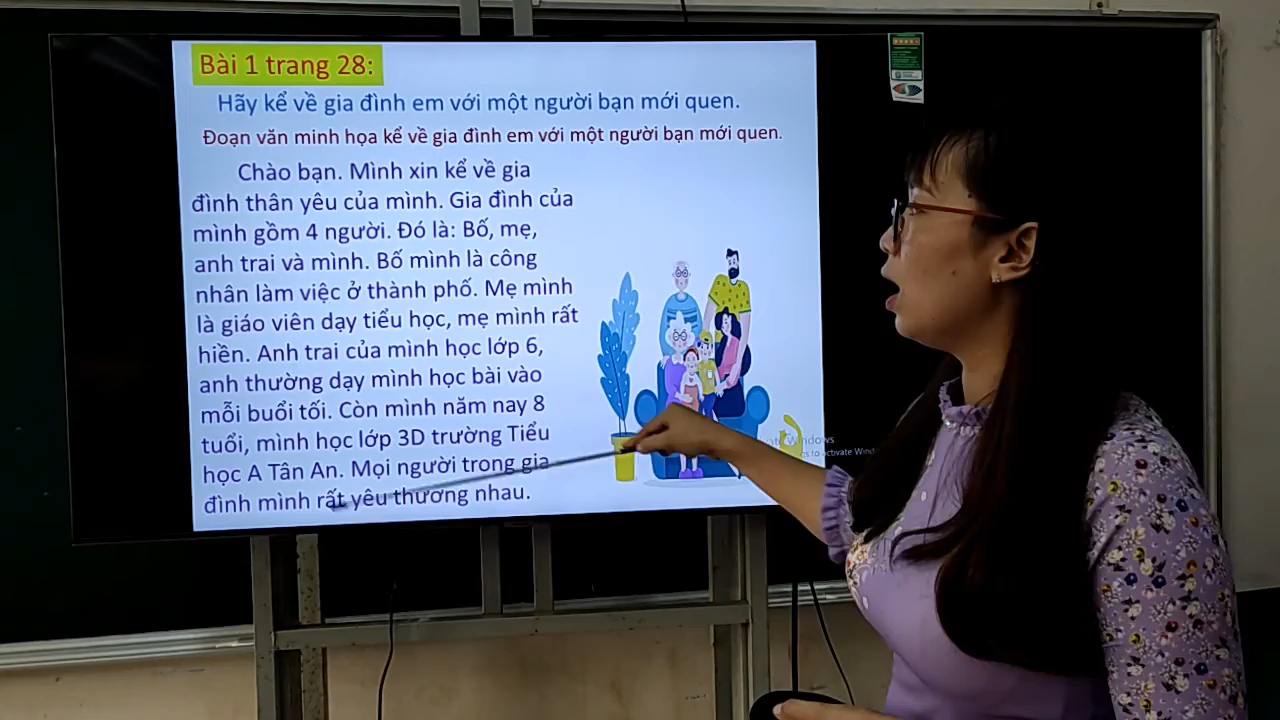 Bài 1 trang 28:
Hãy kể về gia đình em với một người bạn mới quen.
Đoạn văn minh họa kể về gia đình em với một người bạn mới quen.
Chào bạn. Mình xin kể về gia
đình thân yêu của mình. Gia đình của
mình gồm 4 người. Đó là: Bố, mẹ,
anh trai và mình. Bố mình là công
nhân làm việc ở thành phố. Mẹ mình
là giáo viên dạy tiểu học, mẹ mình rất
hiền. Anh trai của mình học lớp 6,
anh thường dạy mình học bài vào
mỗi buổi tối. Còn mình năm nay 8
tuổi, mình học lớp 3D trường Tiểu
học A Tân An. Mọi người trong gia
đình mình rất yêu thương nhau.
Windows
to activate